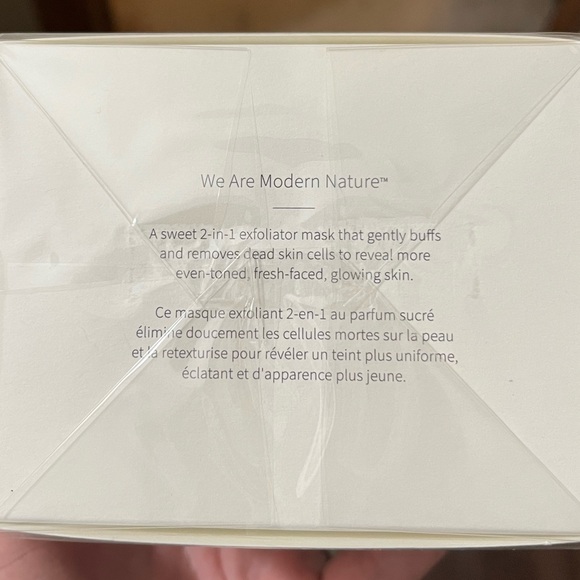 We Are Modern Nature™
A sweet 2-in-1 exfoliator mask that gently buffs
and removes dead skin cells to reveal more
even-toned, fresh-faced, glowing skin.
Ce masque exfoliant 2-en-1 au parfum sucré
élimine doucement les cellules mortes sur la peau
et la retexturise pour révéler un teint plus uniforme,
éclatant et d'apparence plus jeune.